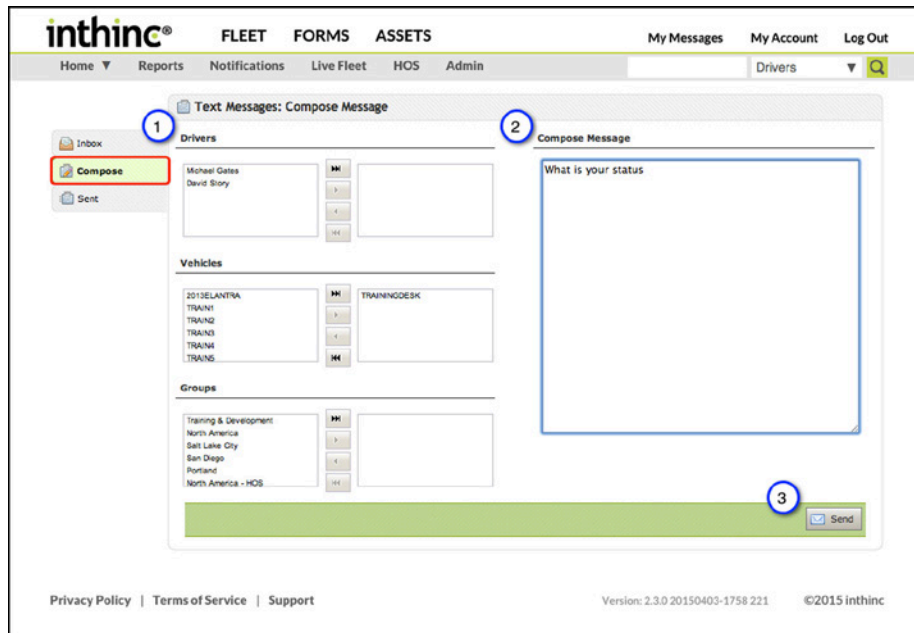 inthinc®
FLEET FORMS ASSETS
My Messages My Account Log Out
Home ▼ Reports Notifications Live Fleet HOS Admin
Drivers ▼
Text Messages: Compose Message
1
2
Inbox
Compose
Sent
Drivers
Michael Gates
David Story
Vehicles
2013ELANTRA
TRAIN1
TRAIN2
TRAIN3
TRAIN4
TRAIN5
TRAININGDESK
Groups
Training & Development
North America
Salt Lake City
San Diego
Portland
North America - HOS
Compose Message
What is your status
3
Send
Privacy Policy | Terms of Service | Support
Version: 2.3.0 20150403-1758 221
©2015 inthinc